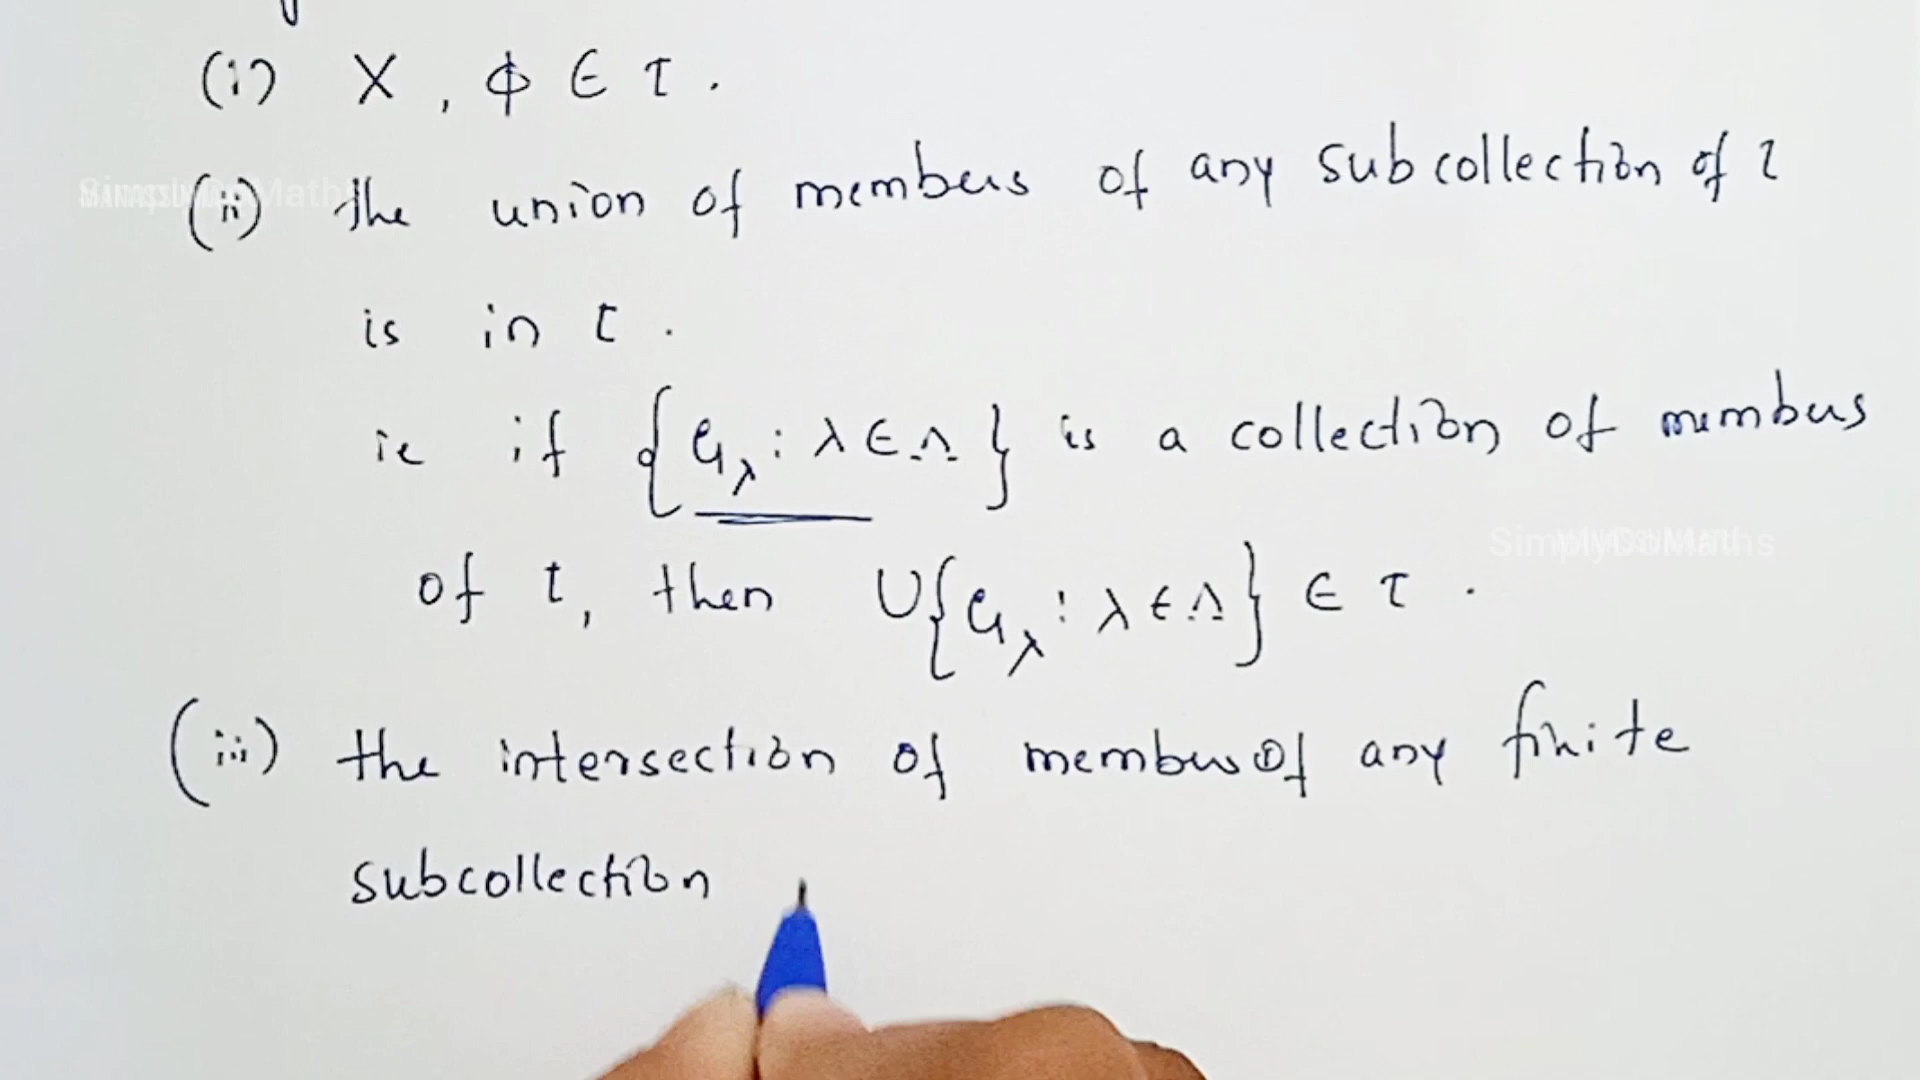 (i) X, ϕ ∈ τ.
(ii) the union of members of any subcollection of τ
is in τ.
ie if {G_λ : λ ∈ Λ} is a collection of members
of τ, then ∪{G_λ : λ ∈ Λ} ∈ τ.
(iii) the intersection of members of any finite
subcollection